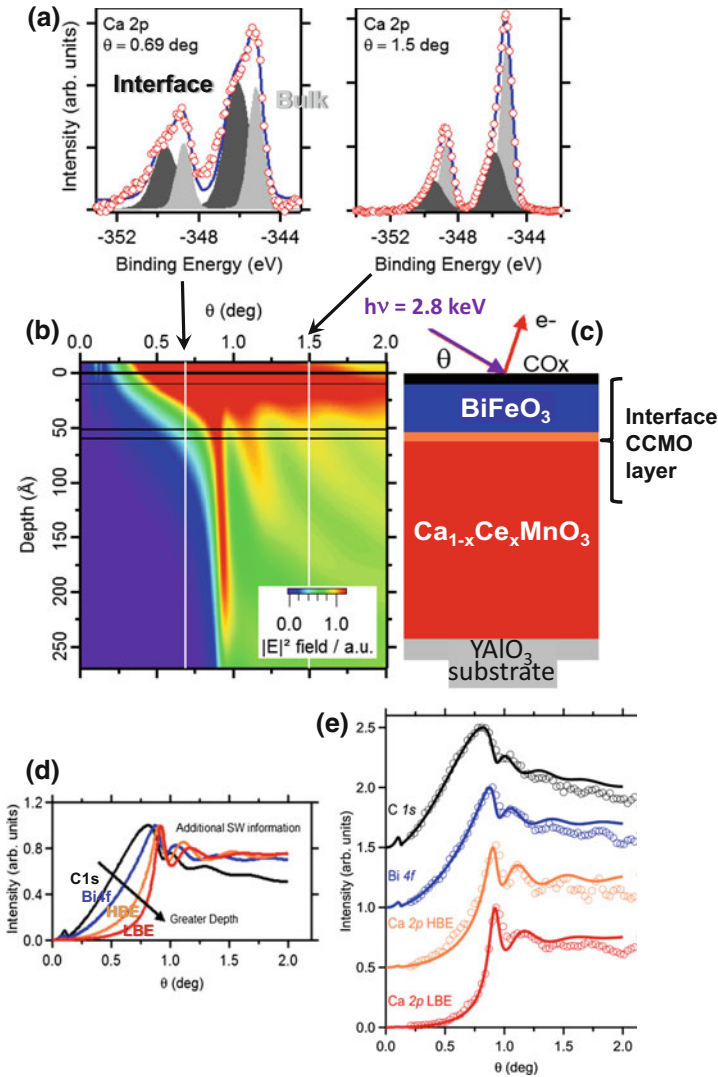 (a)
Ca 2p
θ = 0.69 deg
Interface
Bulk
Intensity (arb. units)
-352 -348 -344
Binding Energy (eV)
Ca 2p
θ = 1.5 deg
-352 -348 -344
Binding Energy (eV)
(b)
θ (deg)
0.0 0.5 1.0 1.5 2.0
0
50
100
150
200
250
Depth (Å)
0.0 1.0
|E|² field / a.u.
hν = 2.8 keV
(c)
e-
θ
COx
BiFeO3
Interface
CCMO
layer
Ca1-xCexMnO3
YAlO3
substrate
(d)
Intensity (arb. units)
1.2
0.9
0.6
0.3
0.0
Additional SW information
C1s
Bi4f
HBE
LBE
Greater Depth
0.0 0.5 1.0 1.5 2.0
θ (deg)
(e)
Intensity (arb. units)
2.5
2.0
1.5
1.0
0.5
0.0
C 1s
Bi 4f
Ca 2p HBE
Ca 2p LBE
0.0 0.5 1.0 1.5 2.0
θ (deg)